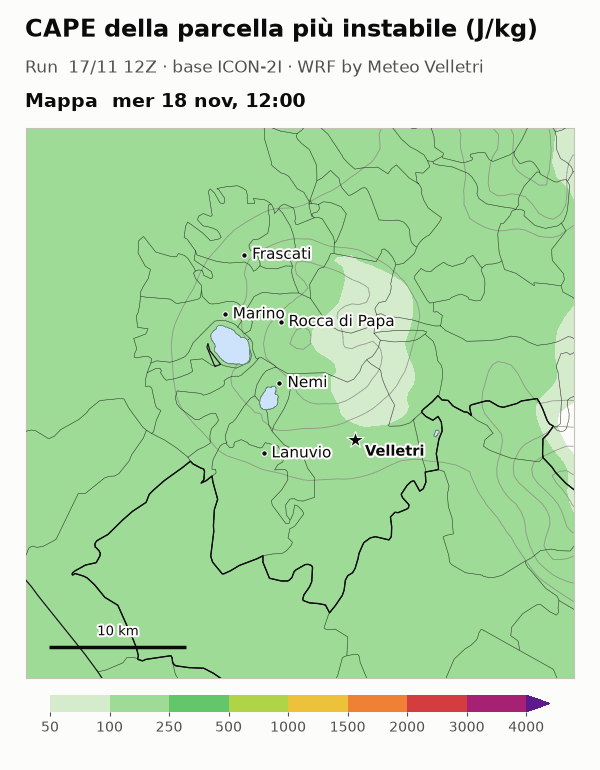 CAPE della parcella più instabile (J/kg)
Run  17/11 12Z · base ICON-2I · WRF by Meteo Velletri
Mappa  mer 18 nov, 12:00
Frascati
Marino
Rocca di Papa
Nemi
Velletri
Lanuvio
10 km
50 100 250 500 1000 1500 2000 3000 4000